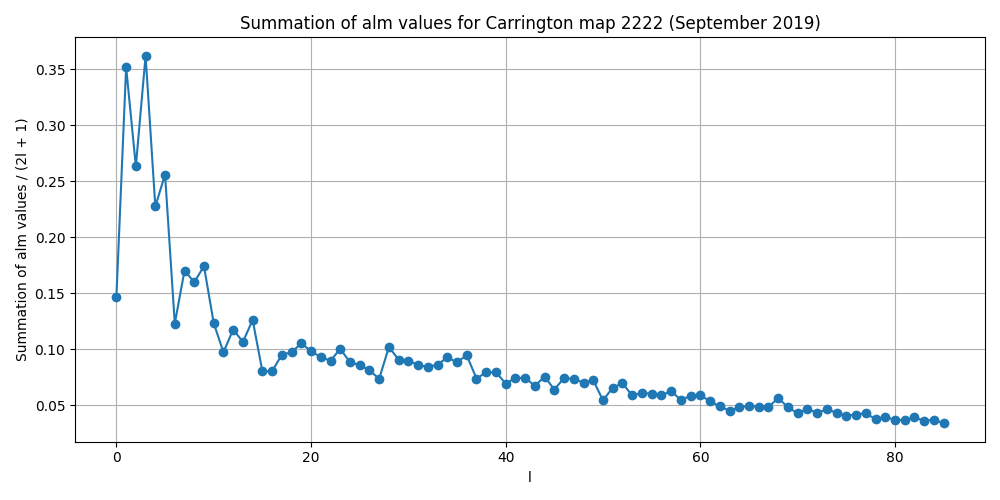 Summation of alm values for Carrington map 2222 (September 2019)
Summation of alm values / (2l + 1)
0.35
0.30
0.25
0.20
0.15
0.10
0.05
0 20 40 60 80
l